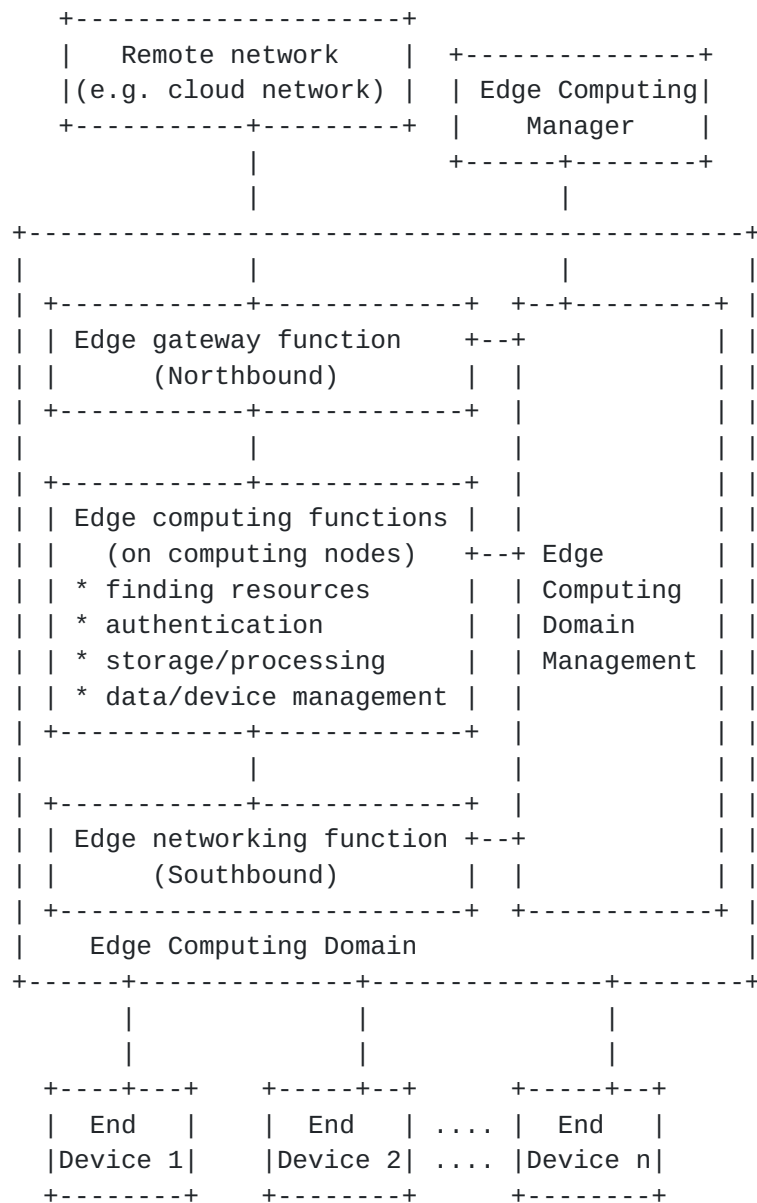 Remote network
(e.g. cloud network)
Edge Computing
Manager
Edge gateway function
(Northbound)
Edge computing functions
(on computing nodes)
* finding resources
* authentication
* storage/processing
* data/device management
Edge
Computing
Domain
Management
Edge networking function
(Southbound)
Edge Computing Domain
End
Device 1
End
Device 2
....
....
End
Device n